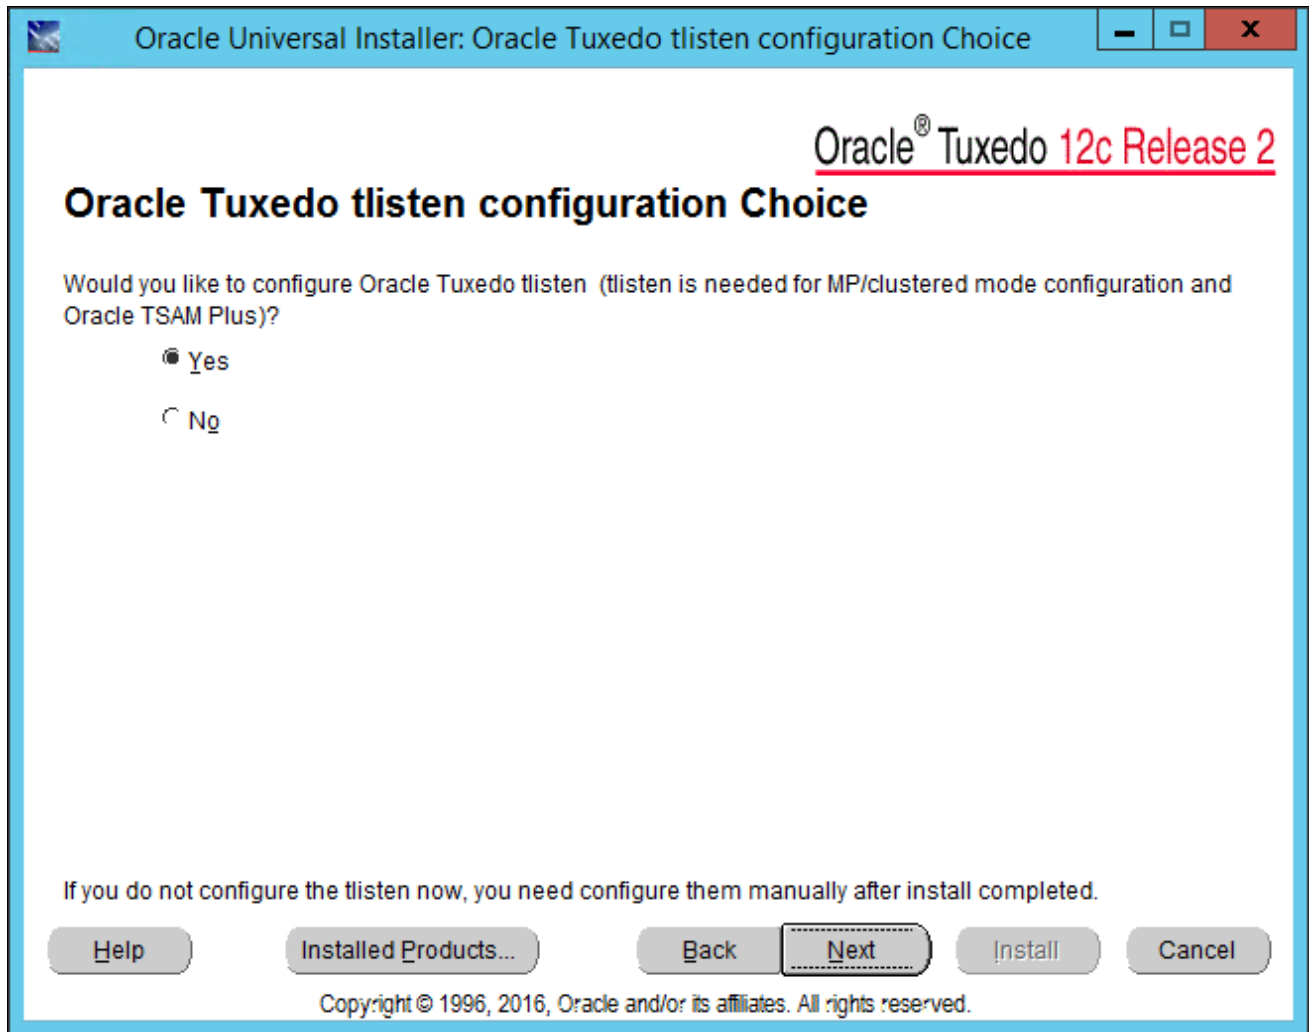 Oracle Universal Installer: Oracle Tuxedo tlisten configuration Choice
Oracle® Tuxedo 12c Release 2
Oracle Tuxedo tlisten configuration Choice
Would you like to configure Oracle Tuxedo tlisten (tlisten is needed for MP/clustered mode configuration and
Oracle TSAM Plus)?
Yes
No
If you do not configure the tlisten now, you need configure them manually after install completed.
Help Installed Products... Back Next Install Cancel
Copyright © 1996, 2016, Oracle and/or its affiliates. All rights reserved.